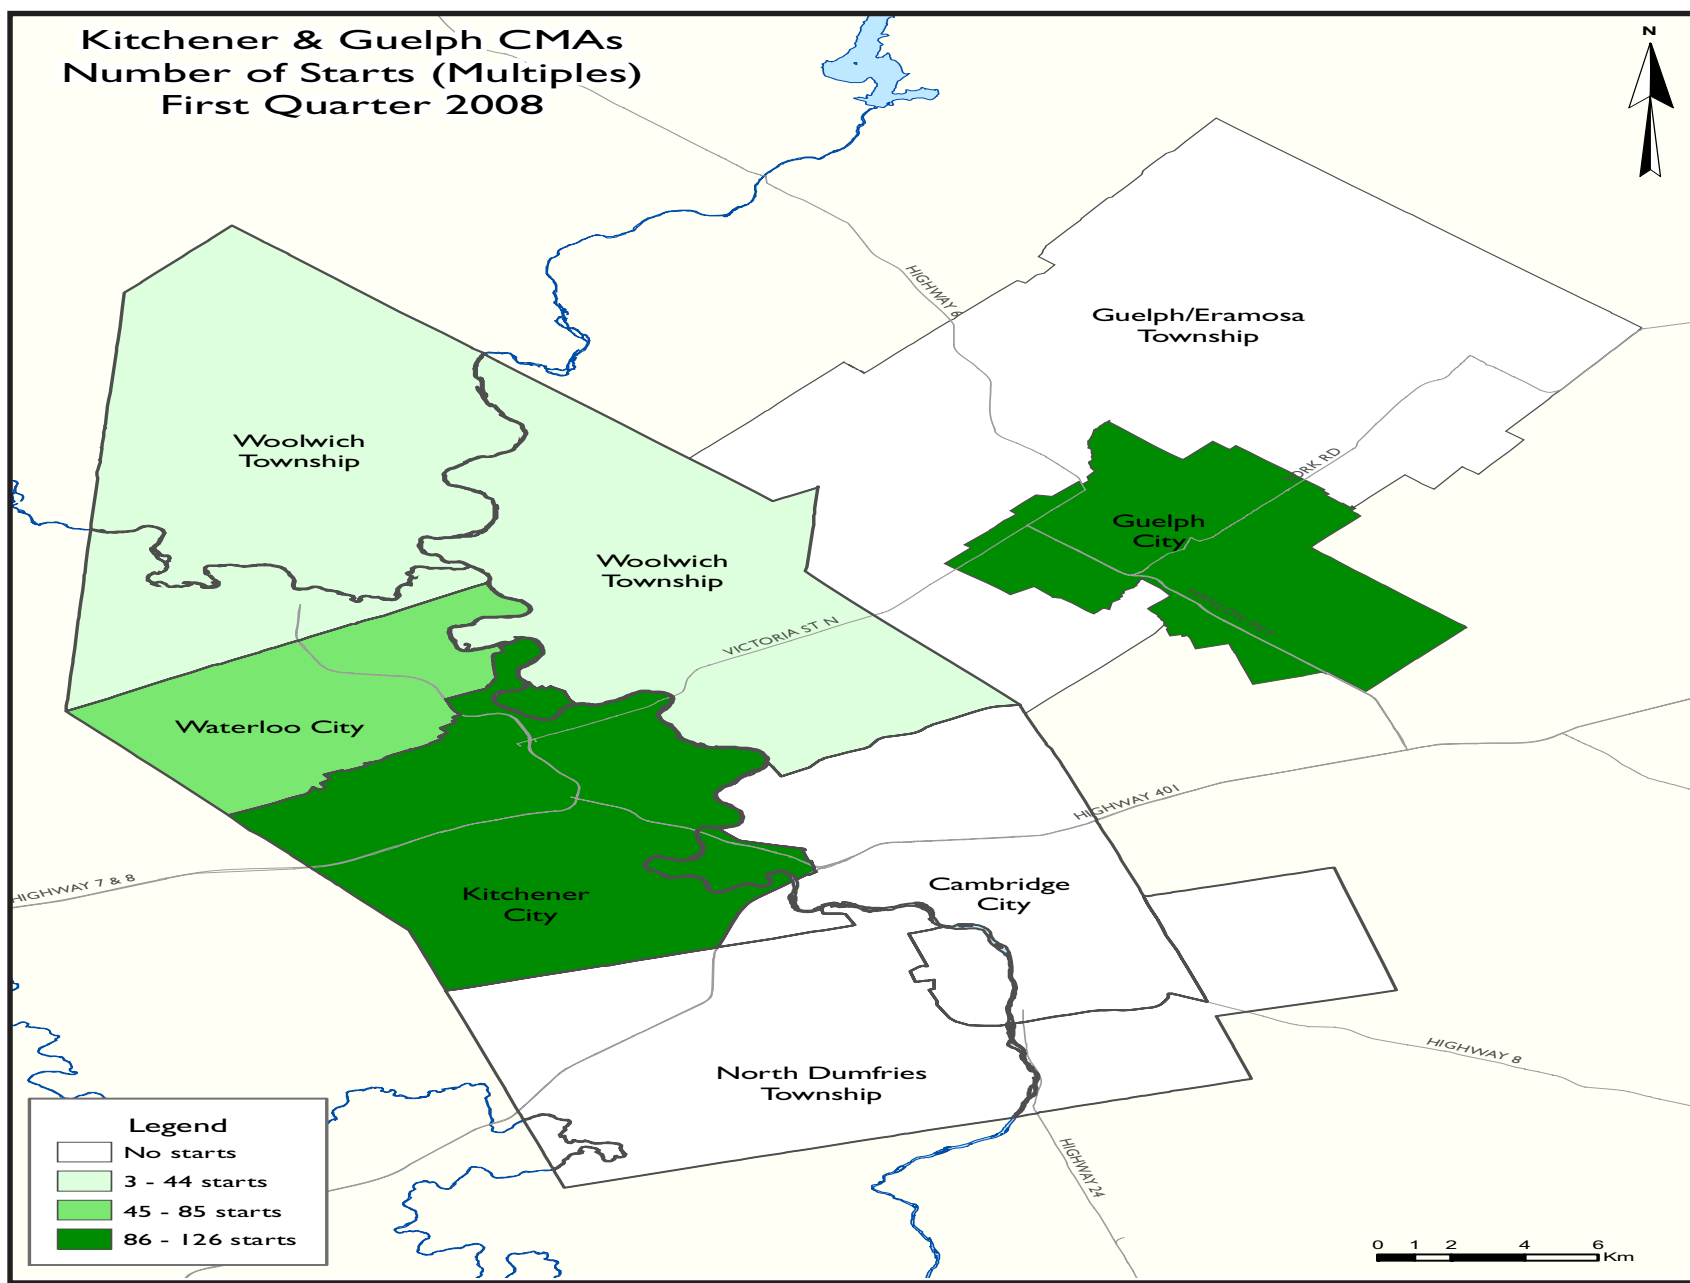 Kitchener & Guelph CMAs
Number of Starts (Multiples)
First Quarter 2008
N
HIGHWAY 6
Guelph/Eramosa
Township
Woolwich
Township
YORK RD
Guelph
City
Woolwich
Township
VICTORIA ST N
Waterloo City
HIGHWAY 401
HIGHWAY 7 & 8
Kitchener
City
Cambridge
City
HIGHWAY 8
North Dumfries
Township
HIGHWAY24
Legend
No starts
3 - 44 starts
45 - 85 starts
86 - 126 starts
0 1 2 4 6
Km